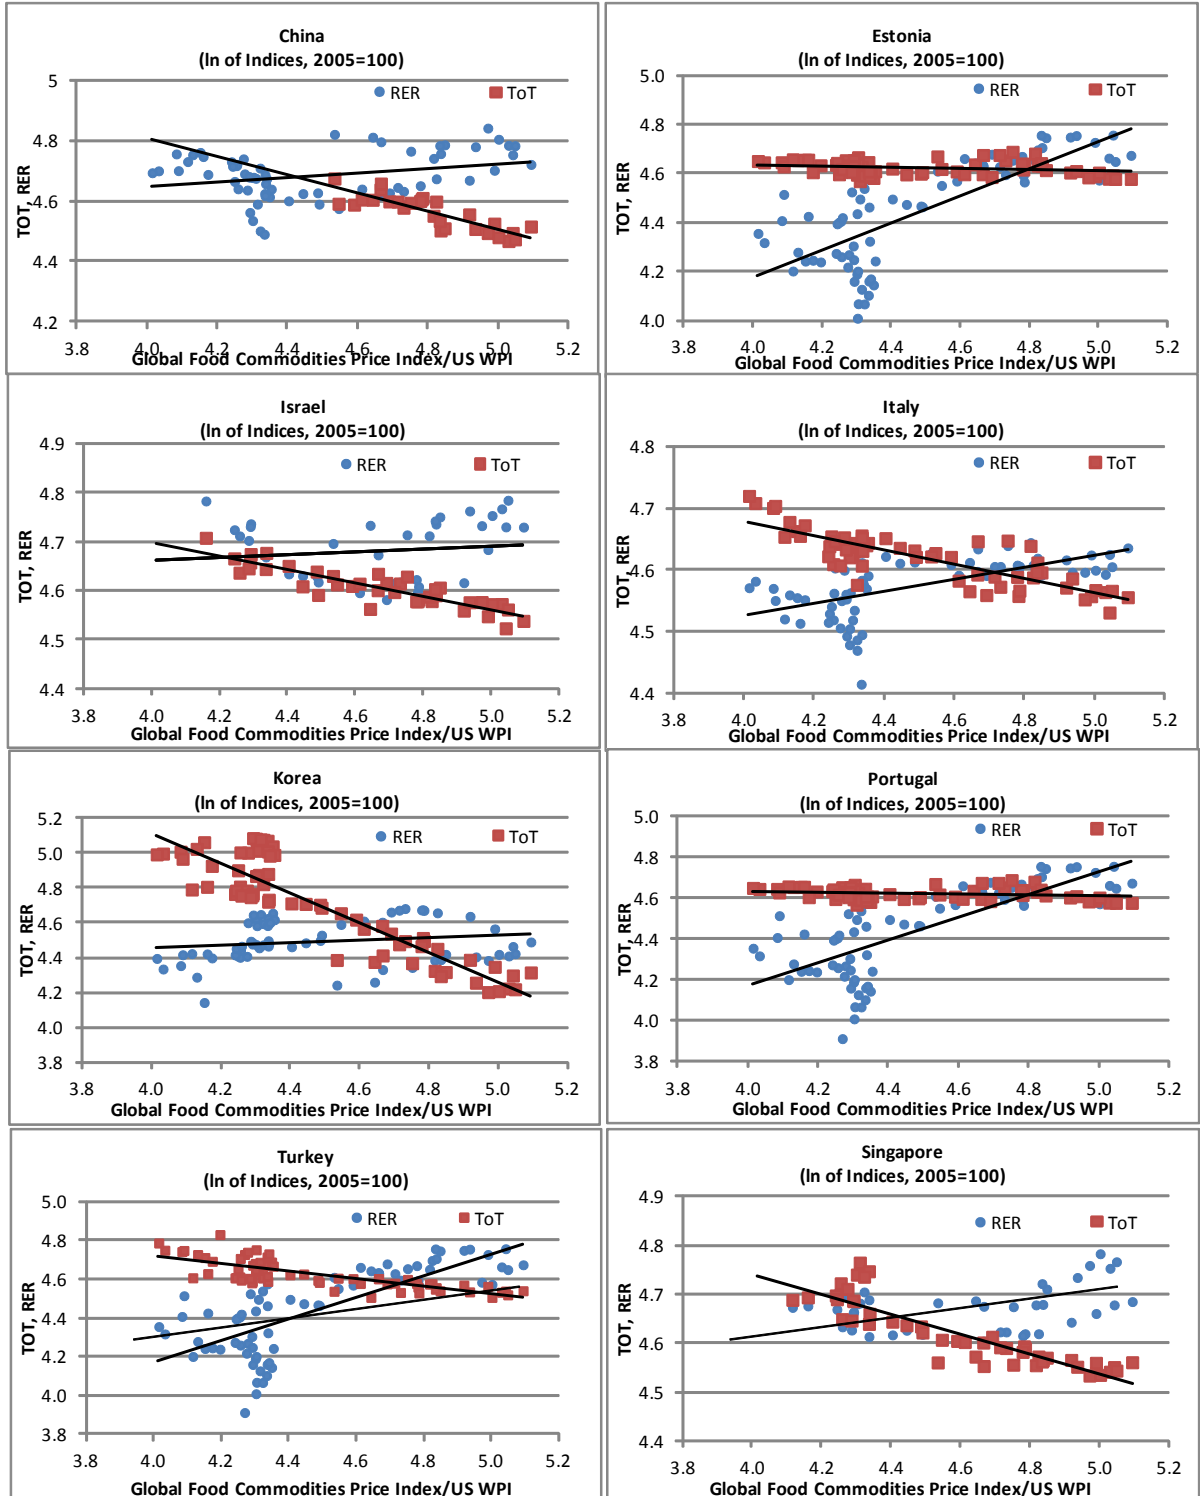 China
(ln of Indices, 2005=100)
RER
ToT
TOT, RER
5
4.8
4.6
4.4
4.2
3.8 4.0 4.2 4.4 4.6 4.8 5.0 5.2
Global Food Commodities Price Index/US WPI
Estonia
(ln of Indices, 2005=100)
RER
ToT
TOT, RER
5.0
4.8
4.6
4.4
4.2
4.0
3.8 4.0 4.2 4.4 4.6 4.8 5.0 5.2
Global Food Commodities Price Index/US WPI
Israel
(ln of Indices, 2005=100)
RER
ToT
TOT, RER
4.9
4.8
4.7
4.6
4.5
4.4
3.8 4.0 4.2 4.4 4.6 4.8 5.0 5.2
Global Food Commodities Price Index/US WPI
Italy
(ln of Indices, 2005=100)
RER
ToT
TOT, RER
4.8
4.7
4.6
4.5
4.4
3.8 4.0 4.2 4.4 4.6 4.8 5.0 5.2
Global Food Commodities Price Index/US WPI
Korea
(ln of Indices, 2005=100)
RER
ToT
TOT, RER
5.2
5.0
4.8
4.6
4.4
4.2
4.0
3.8
3.8 4.0 4.2 4.4 4.6 4.8 5.0 5.2
Global Food Commodities Price Index/US WPI
Portugal
(ln of Indices, 2005=100)
RER
ToT
TOT, RER
5.0
4.8
4.6
4.4
4.2
4.0
3.8
3.8 4.0 4.2 4.4 4.6 4.8 5.0 5.2
Global Food Commodities Price Index/US WPI
Turkey
(ln of Indices, 2005=100)
RER
ToT
TOT, RER
5.0
4.8
4.6
4.4
4.2
4.0
3.8
3.8 4.0 4.2 4.4 4.6 4.8 5.0 5.2
Global Food Commodities Price Index/US WPI
Singapore
(ln of Indices, 2005=100)
RER
ToT
TOT, RER
4.9
4.8
4.7
4.6
4.5
4.4
3.8 4.0 4.2 4.4 4.6 4.8 5.0 5.2
Global Food Commodities Price Index/US WPI